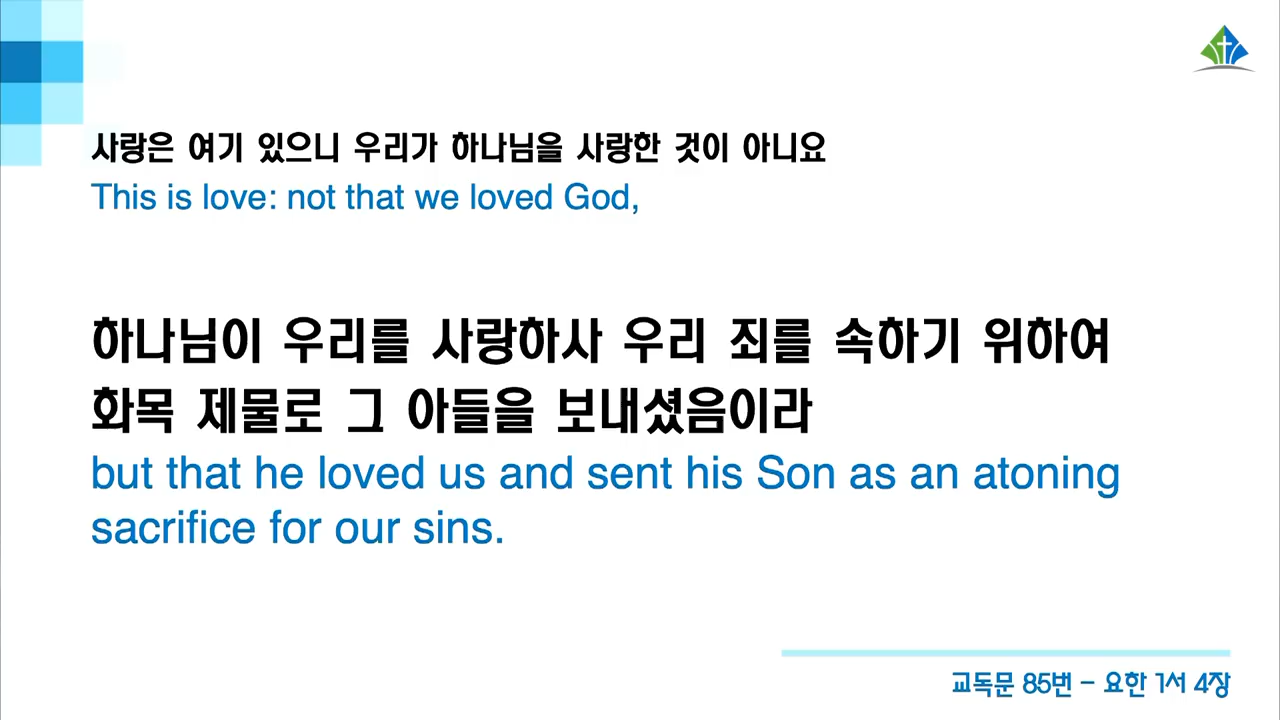 사랑은 여기 있으니 우리가 하나님을 사랑한 것이 아니요
This is love: not that we loved God,
하나님이 우리를 사랑하사 우리 죄를 속하기 위하여
화목 제물로 그 아들을 보내셨음이라
but that he loved us and sent his Son as an atoning
sacrifice for our sins.
교독문 85번 - 요한 1서 4장